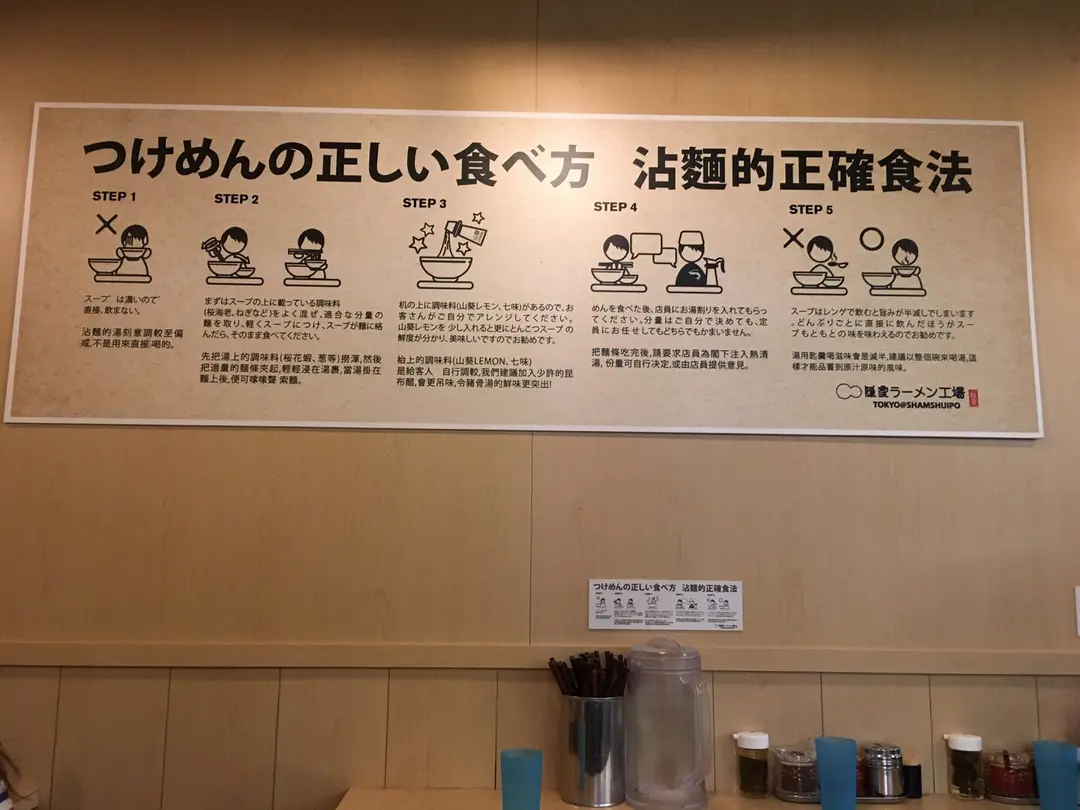 つけめんの正しい食べ方 沾麵的正確食法
STEP 1
スープは濃いので
直接、飲まない。
沾麵的湯刻意調較至偏
咸,不是用來直接喝的。
STEP 2
まずはスープの上に載っている調味料
(桜海老、ねぎなど)をよく混ぜ、適合な分量の
麺を取り、軽くスープにつけ、スープが麺に絡
んだら、そのまま食べてください。
先把湯上的調味料(桜花蝦、葱等)撈渾,然後
把適量的麵條夾起,輕輕浸在湯裹,當湯掛在
麵上後,便可嗦嗦聲 索麵。
STEP 3
机の上に調味料(山葵レモン、七味)があるので、お
客さんがご自分でアレンジしてください。
山葵レモンを 少し入れると更にとんこつスープの
鮮度が分かり、美味しいですのでお勧めです。
枱上的調味料(山葵LEMON、七味)
是給客人 自行調較,我們建議加入少許的昆
布醋,會更吊味,令豬骨湯的鮮味更突出!
STEP 4
めんを食べた後、店員にお湯割りを入れてもらっ
てください。分量はご自分で決めても、定
員にお任せしてもどちらでもかまいません。
把麵條吃完後,請要求店員為閣下注入熱清
湯, 份量可自行决定,或由店員提供意見。
STEP 5
スープはレンゲで飲むと旨みが半減してしまいます
。どんぶりごとに直接に飲んだほうがスー
プもともとの 味を味わえるのでお勧めです。
湯用匙羹喝滋味會是減半,建議以整個碗來喝湯,這
樣才能品嘗到原汁原味的風味。
ラーメン工場
TOKYO@SHAMSHUIPO
つけめんの正しい食べ方 沾麵的正確食法